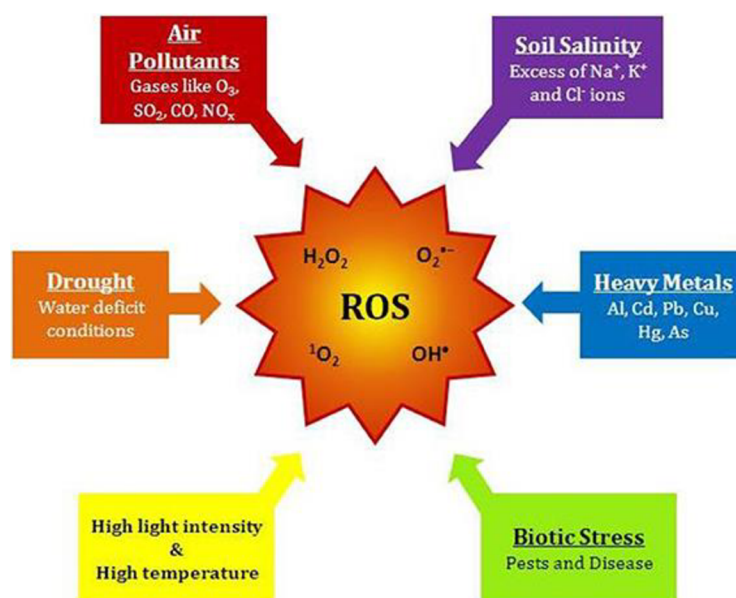 Air
Pollutants
Gases like O₃,
SO₂, CO, NOₓ
Soil Salinity
Excess of Na⁺, K⁺
and Cl⁻ ions
Drought
Water deficit
conditions
H₂O₂
O₂•⁻
ROS
¹O₂
OH•
Heavy Metals
Al, Cd, Pb, Cu,
Hg, As
High light intensity
&
High temperature
Biotic Stress
Pests and Disease